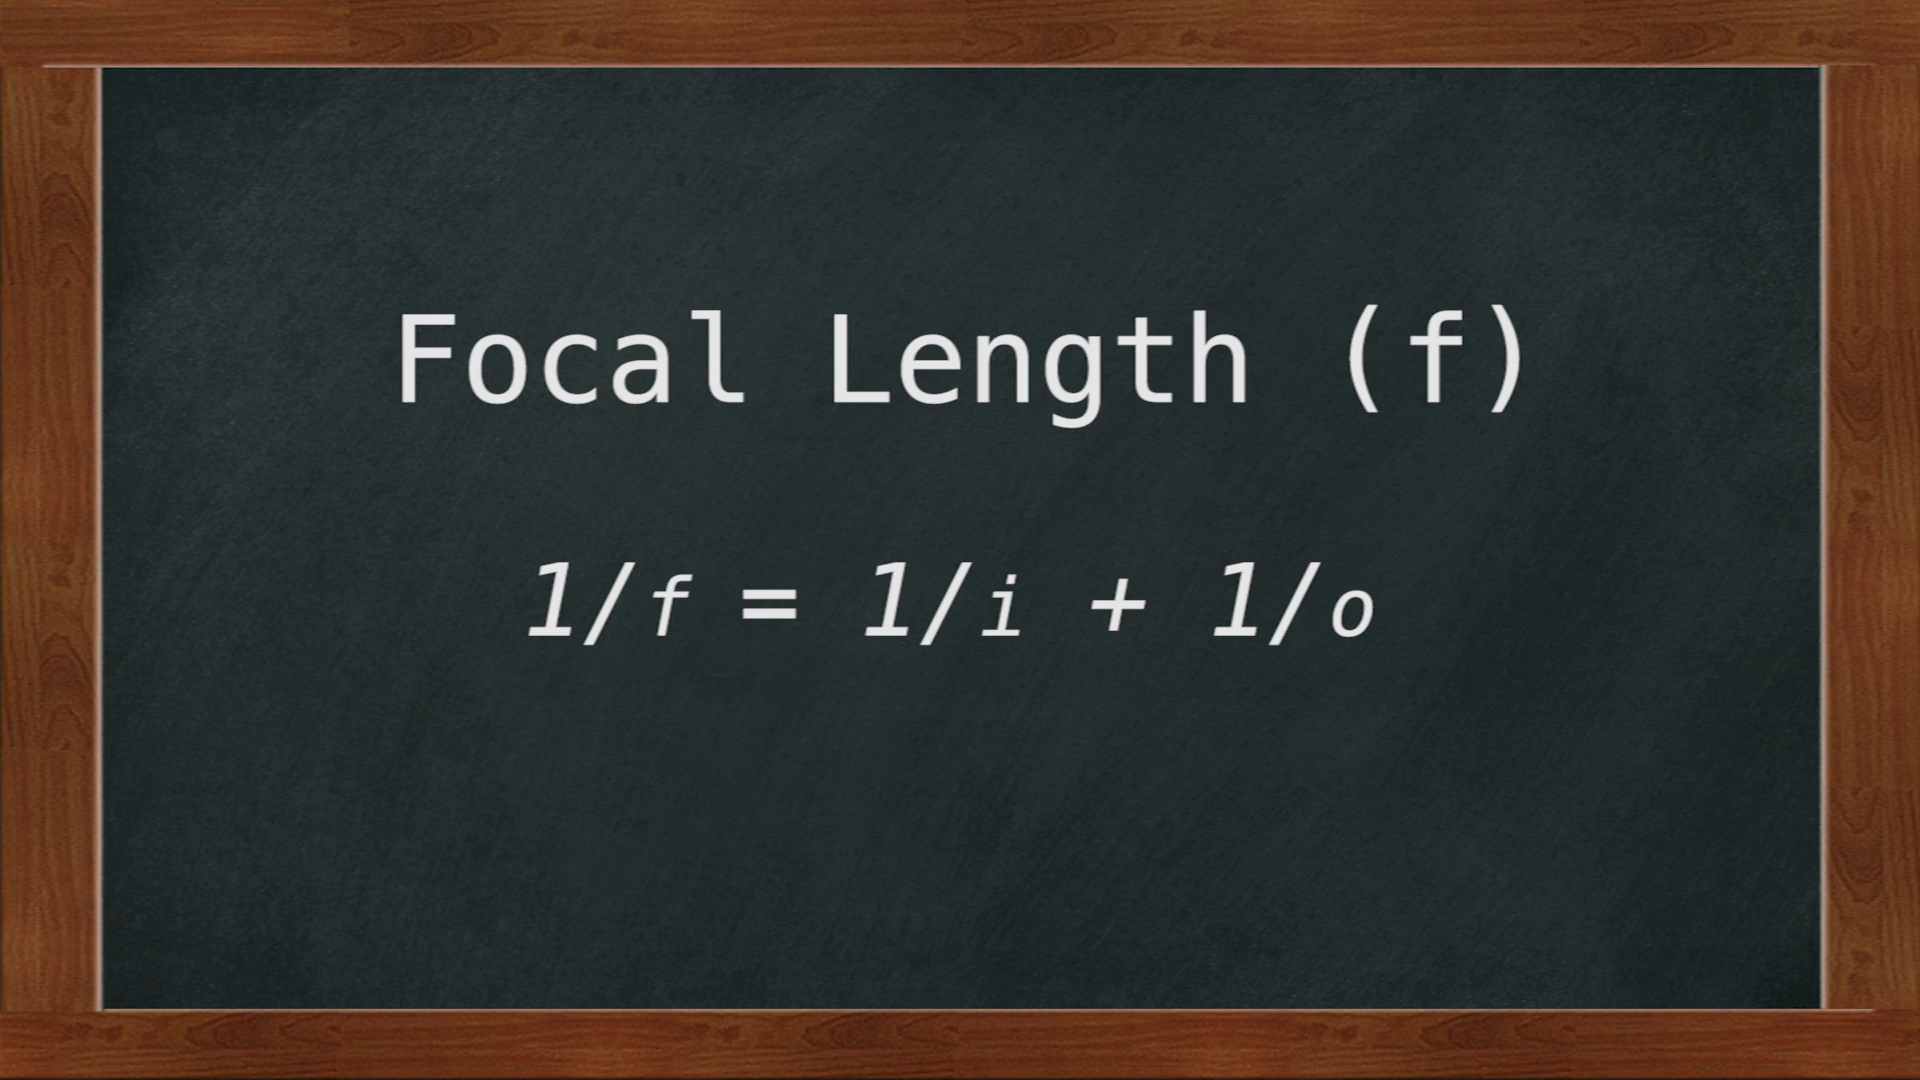 Focal Length (f)
1/f = 1/i + 1/o